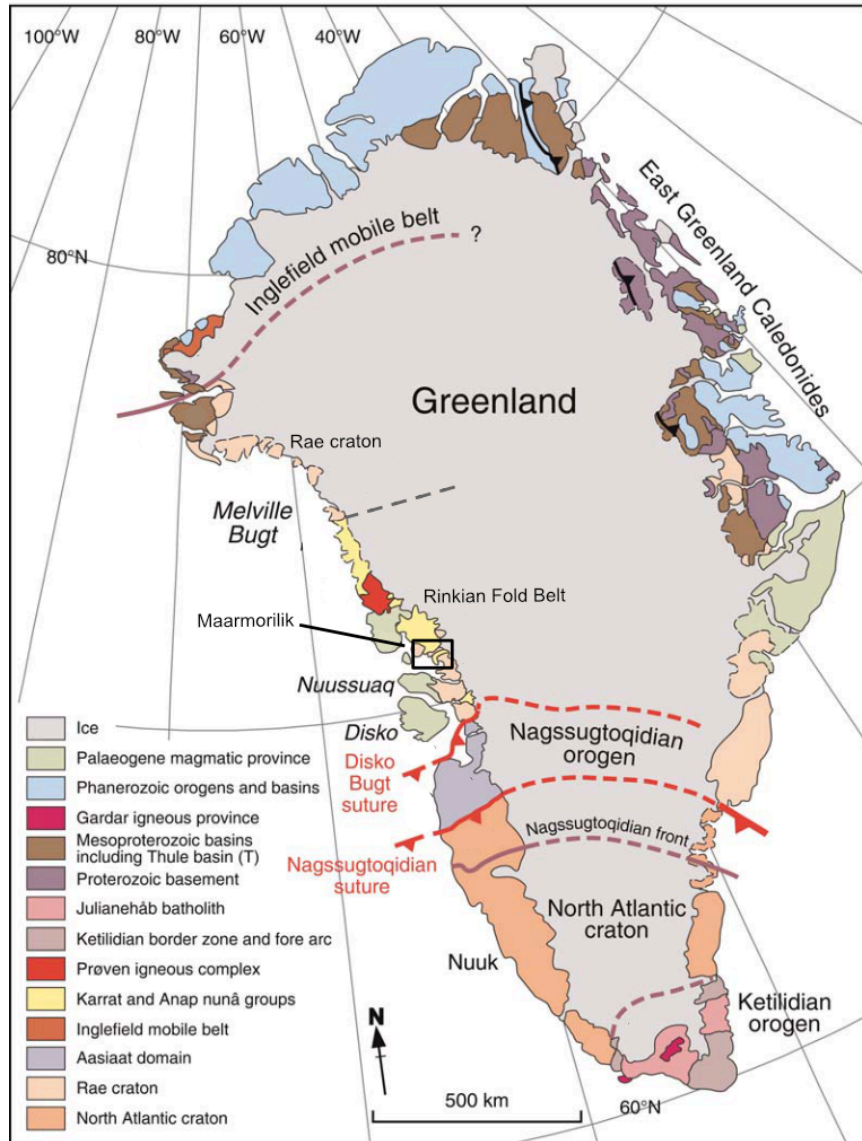 100°W
80°W
60°W
40°W
East Greenland Caledonides
Inglefield mobile belt
?
80°N
Greenland
Rae craton
Melville
Bugt
Rinkian Fold Belt
Maarmorilik
Nuussuaq
Disko
Nagssugtoqidian
orogen
Disko
Bugt
suture
Nagssugtoqidian front
Nagssugtoqidian
suture
North Atlantic
craton
Nuuk
Ketilidian
orogen
N
500 km
60°N
Ice
Palaeogene magmatic province
Phanerozoic orogens and basins
Gardar igneous province
Mesoproterozoic basins
including Thule basin (T)
Proterozoic basement
Julianehåb batholith
Ketilidian border zone and fore arc
Prøven igneous complex
Karrat and Anap nunâ groups
Inglefield mobile belt
Aasiaat domain
Rae craton
North Atlantic craton